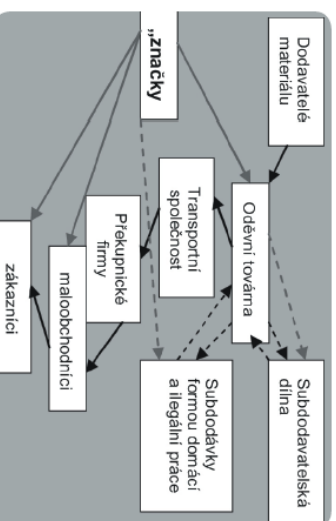 Dodavatelé
materiálu
Oděvní továrna
Subdodavatelská
dílna
„značky
Transportní
společnost
Subdodávky
formou domácí
a ilegální práce
Překupnické
firmy
maloobchodníci
zákazníci